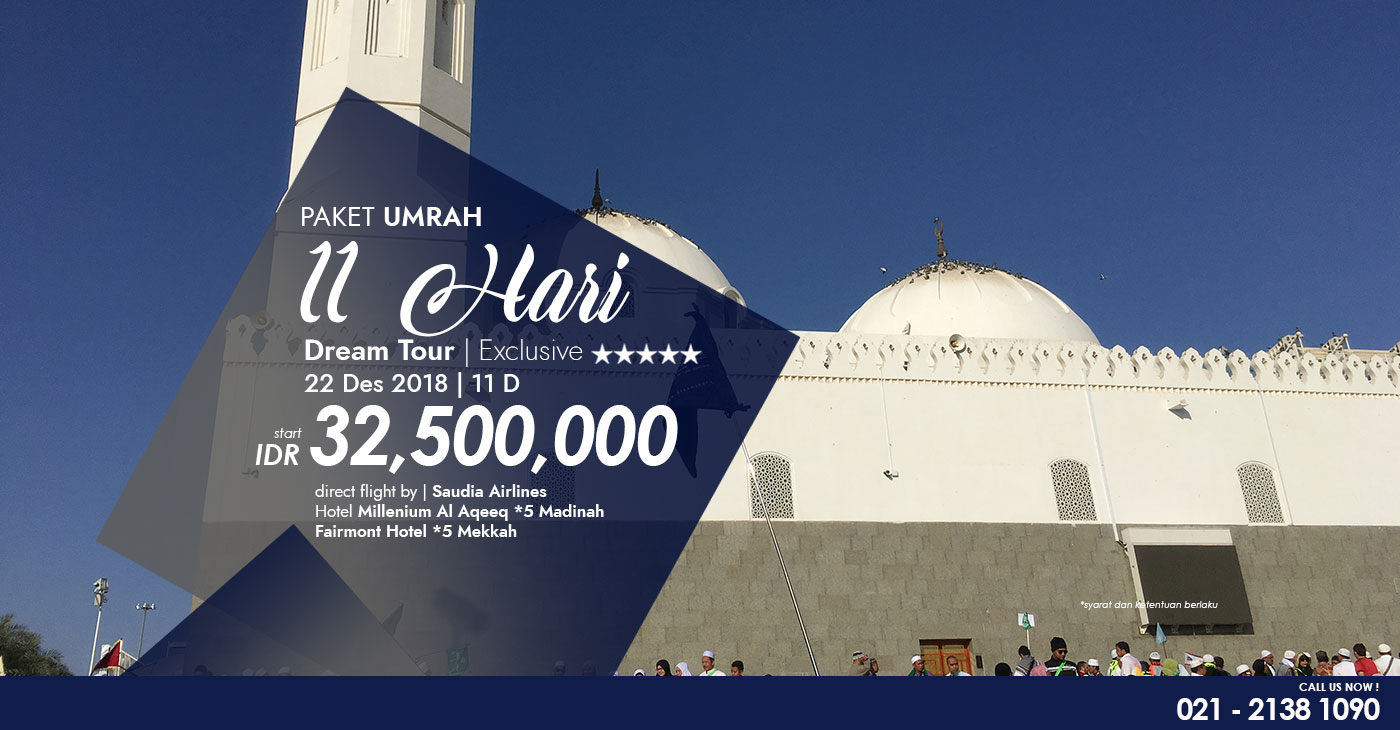 PAKET UMRAH
11 Hari
Dream Tour | Exclusive ★★★★★
22 Des 2018 | 11 D
start
IDR 32,500,000
direct flight by | Saudia Airlines
Hotel Millenium Al Aqeeq *5 Madinah
Fairmont Hotel *5 Mekkah
*syarat dan ketentuan berlaku
CALL US NOW !
021 - 2138 1090